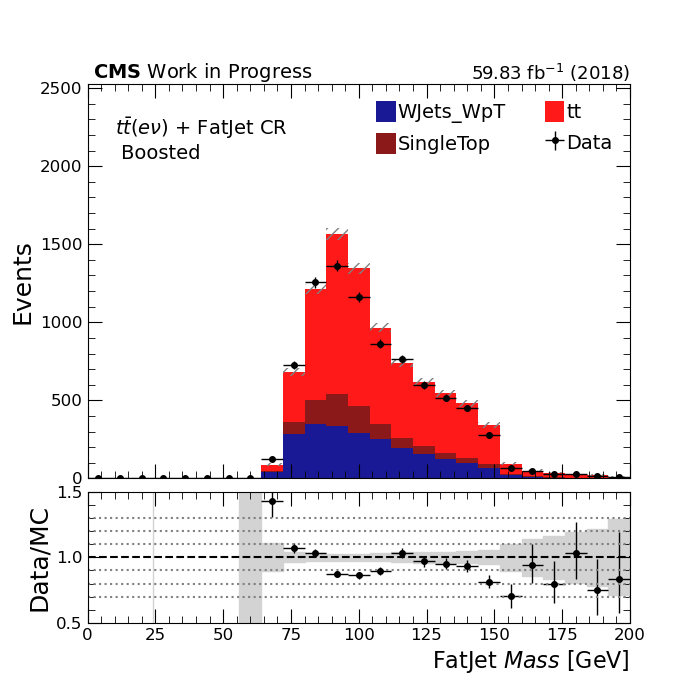 CMS Work in Progress 59.83 fb⁻¹ (2018)
2500
tt̄(eν) + FatJet CR
Boosted
WJets_WpT
tt
SingleTop
Data
2000
1500
1000
500
0
Events
1.5
1.0
0.5
Data/MC
0 25 50 75 100 125 150 175 200
FatJet Mass [GeV]